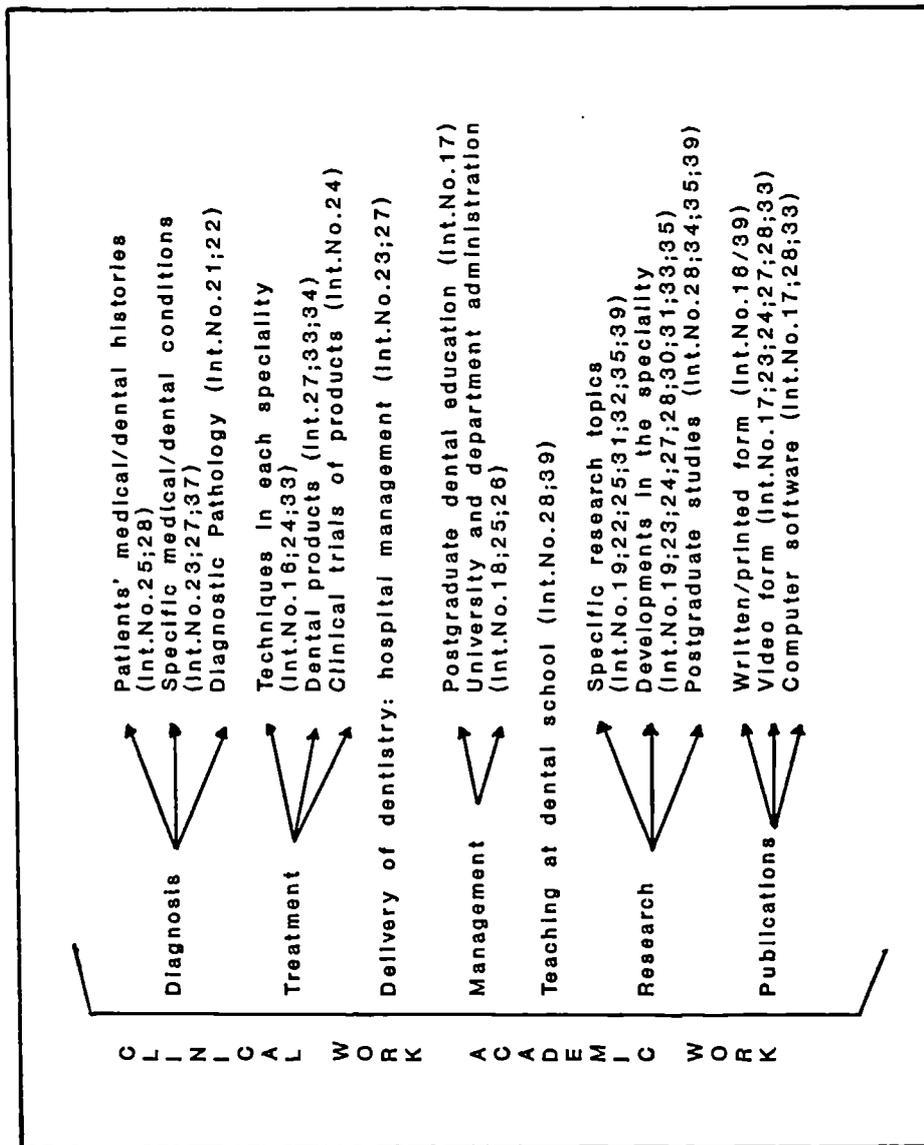 CLINICAL WORK
Diagnosis
Patients' medical/dental histories
(Int.No.25;28)
Specific medical/dental conditions
(Int.No.23;27;37)
Diagnostic Pathology (Int.No.21;22)
Treatment
Techniques in each speciality
(Int.No.16;24;33)
Dental products (Int.27;33;34)
Clinical trials of products (Int.No.24)
Delivery of dentistry: hospital management (Int.No.23;27)
ACADEMIC WORK
Management
Postgraduate dental education (Int.No.17)
University and department administration
(Int.No.18;25;26)
Teaching at dental school (Int.No.28;39)
Research
Specific research topics
(Int.No.19;22;25;31;32;35;39)
Developments in the speciality
(Int.No.19;23;24;27;28;30;31;33;35)
Postgraduate studies (Int.No.28;34;35;39)
Publications
Written/printed form (Int.No.18/39)
Video form (Int.No.17;23;24;27;28;33)
Computer software (Int.No.17;28;33)